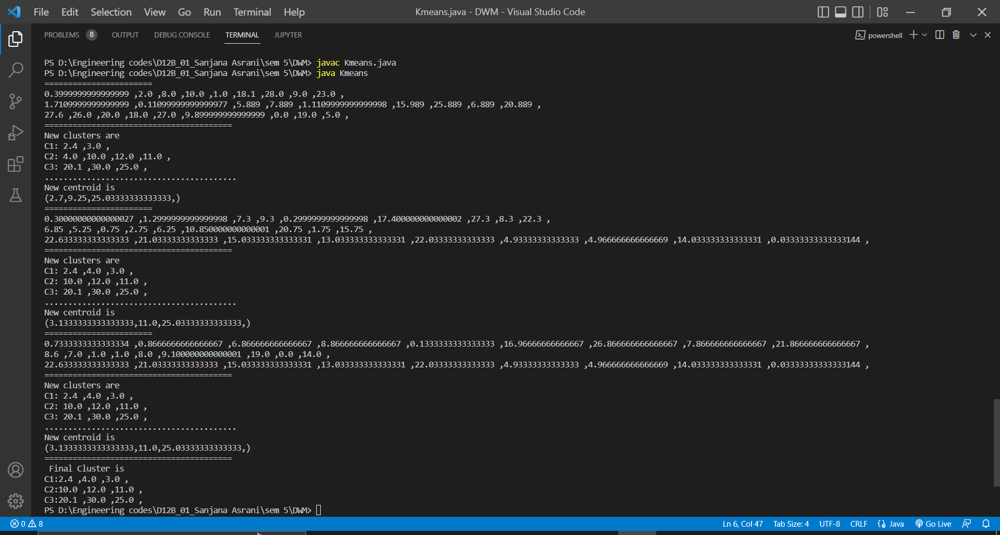 File Edit Selection View Go Run Terminal Help Kmeans.java - DWM - Visual Studio Code
PROBLEMS 8 OUTPUT DEBUG CONSOLE TERMINAL JUPYTER powershell
PS D:\Engineering codes\D12B_01_Sanjana Asrani\sem 5\DWM> javac Kmeans.java
PS D:\Engineering codes\D12B_01_Sanjana Asrani\sem 5\DWM> java Kmeans
=======================
0.3999999999999999 ,2.0 ,8.0 ,10.0 ,1.0 ,18.1 ,28.0 ,9.0 ,23.0 ,
1.7109999999999999 ,0.11099999999999977 ,5.889 ,7.889 ,1.1109999999999998 ,15.989 ,25.889 ,6.889 ,20.889 ,
27.6 ,26.0 ,20.0 ,18.0 ,27.0 ,9.899999999999999 ,0.0 ,19.0 ,5.0 ,
========================================
New clusters are
C1: 2.4 ,3.0 ,
C2: 4.0 ,10.0 ,12.0 ,11.0 ,
C3: 20.1 ,30.0 ,25.0 ,
.........................................
New centroid is
(2.7,9.25,25.03333333333333,)
=======================
0.30000000000000027 ,1.2999999999999998 ,7.3 ,9.3 ,0.2999999999999998 ,17.400000000000002 ,27.3 ,8.3 ,22.3 ,
6.85 ,5.25 ,0.75 ,2.75 ,6.25 ,10.850000000000001 ,20.75 ,1.75 ,15.75 ,
22.633333333333333 ,21.03333333333333 ,15.033333333333331 ,13.033333333333331 ,22.03333333333333 ,4.93333333333333 ,4.966666666666669 ,14.033333333333331 ,0.03333333333333144 ,
========================================
New clusters are
C1: 2.4 ,4.0 ,3.0 ,
C2: 10.0 ,12.0 ,11.0 ,
C3: 20.1 ,30.0 ,25.0 ,
.........................................
New centroid is
(3.1333333333333333,11.0,25.03333333333333,)
=======================
0.7333333333333334 ,0.8666666666666667 ,6.866666666666667 ,8.866666666666667 ,0.1333333333333333 ,16.96666666666667 ,26.866666666666667 ,7.866666666666667 ,21.866666666666667 ,
8.6 ,7.0 ,1.0 ,1.0 ,8.0 ,9.100000000000001 ,19.0 ,0.0 ,14.0 ,
22.633333333333333 ,21.03333333333333 ,15.033333333333331 ,13.033333333333331 ,22.03333333333333 ,4.93333333333333 ,4.966666666666669 ,14.033333333333331 ,0.03333333333333144 ,
========================================
New clusters are
C1: 2.4 ,4.0 ,3.0 ,
C2: 10.0 ,12.0 ,11.0 ,
C3: 20.1 ,30.0 ,25.0 ,
.........................................
New centroid is
(3.1333333333333333,11.0,25.03333333333333,)
========================================
Final Cluster is
C1:2.4 ,4.0 ,3.0 ,
C2:10.0 ,12.0 ,11.0 ,
C3:20.1 ,30.0 ,25.0 ,
PS D:\Engineering codes\D12B_01_Sanjana Asrani\sem 5\DWM>
0 8 Ln 6, Col 47 Tab Size: 4 UTF-8 CRLF Java Go Live